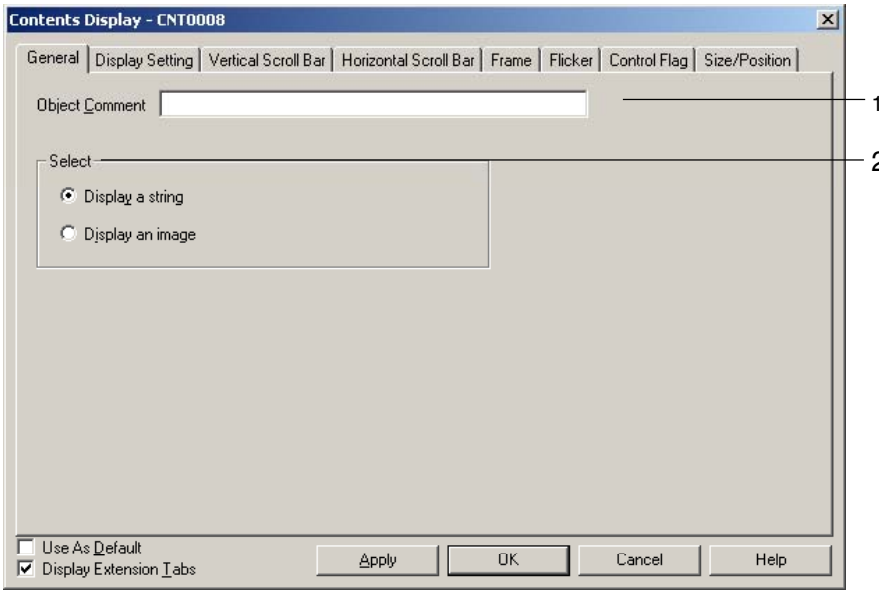 Contents Display - CNT0008
General Display Setting Vertical Scroll Bar Horizontal Scroll Bar Frame Flicker Control Flag Size/Position
Object Comment
1
Select
2
Display a string
Display an image
Use As Default
Display Extension Tabs
Apply OK Cancel Help